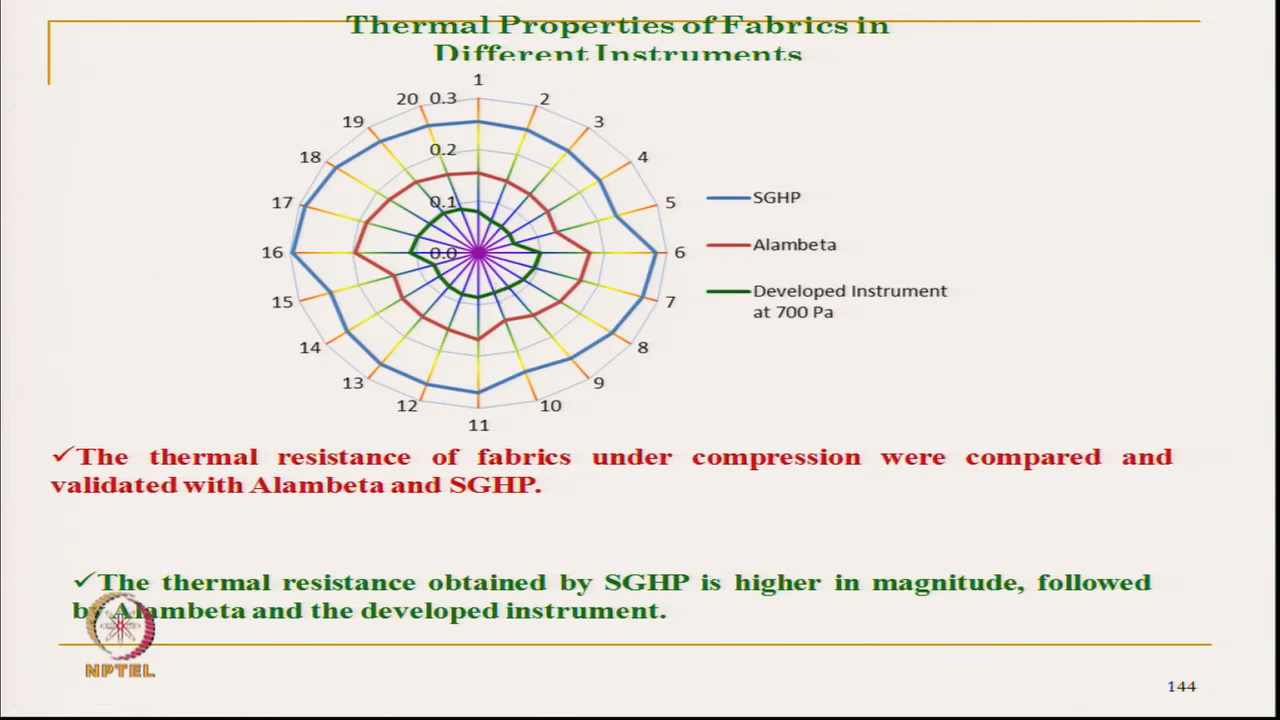 Thermal Properties of Fabrics in
Different Instruments
1
20 0.3 2
19 3
0.2
18 4
17 0.1 5
16 0.0 6
15 7
14 8
13 9
12 10
11
SGHP
Alambeta
Developed Instrument
at 700 Pa
✓The thermal resistance of fabrics under compression were compared and
validated with Alambeta and SGHP.
✓The thermal resistance obtained by SGHP is higher in magnitude, followed
by Alambeta and the developed instrument.
NPTEL
144